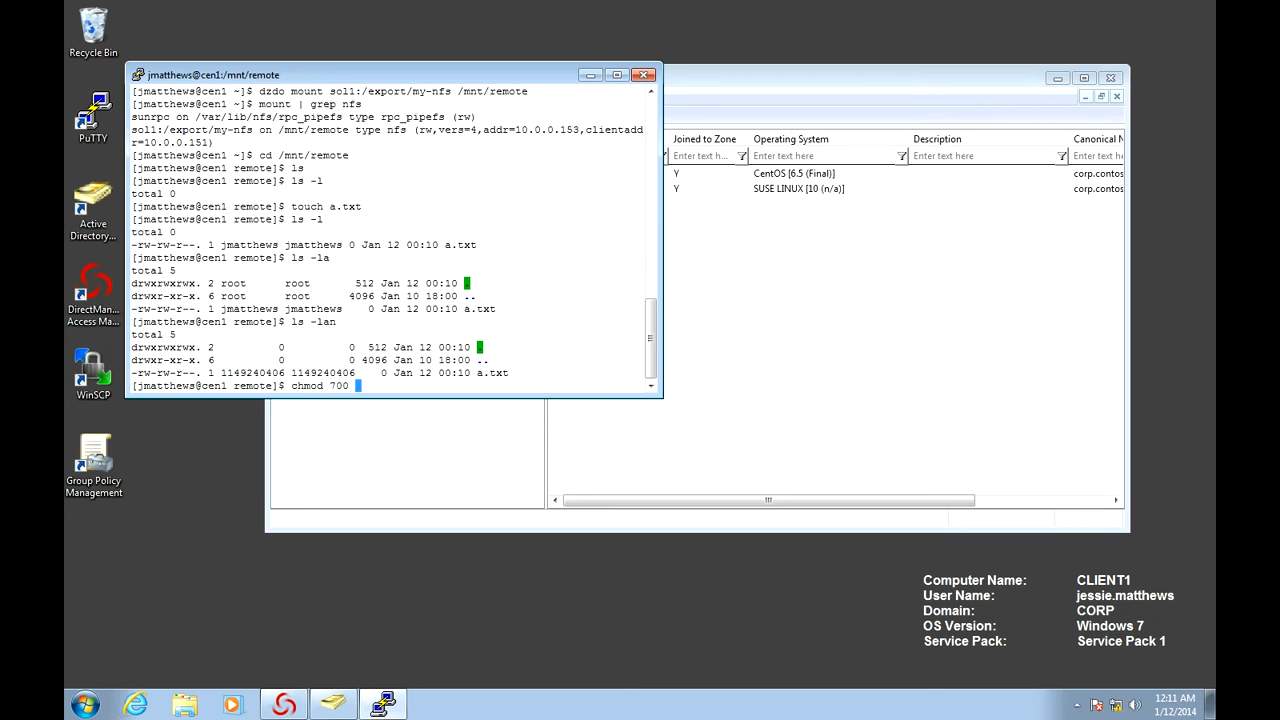 Recycle Bin
PuTTY
Active
Directory...
DirectMan...
Access Ma...
WinSCP
Group Policy
Management
jmatthews@cen1:/mnt/remote
[jmatthews@cen1 ~]$ dzdo mount sol1:/export/my-nfs /mnt/remote
[jmatthews@cen1 ~]$ mount | grep nfs
sunrpc on /var/lib/nfs/rpc_pipefs type rpc_pipefs (rw)
sol1:/export/my-nfs on /mnt/remote type nfs (rw,vers=4,addr=10.0.0.153,clientadd
r=10.0.0.151)
[jmatthews@cen1 ~]$ cd /mnt/remote
[jmatthews@cen1 remote]$ ls
[jmatthews@cen1 remote]$ ls -l
total 0
[jmatthews@cen1 remote]$ touch a.txt
[jmatthews@cen1 remote]$ ls -l
total 0
-rw-rw-r--. 1 jmatthews jmatthews 0 Jan 12 00:10 a.txt
[jmatthews@cen1 remote]$ ls -la
total 5
drwxrwxrwx. 2 root      root       512 Jan 12 00:10 .
drwxr-xr-x. 6 root      root      4096 Jan 10 18:00 ..
-rw-rw-r--. 1 jmatthews jmatthews    0 Jan 12 00:10 a.txt
[jmatthews@cen1 remote]$ ls -lan
total 5
drwxrwxrwx. 2          0          0  512 Jan 12 00:10 .
drwxr-xr-x. 6          0          0 4096 Jan 10 18:00 ..
-rw-rw-r--. 1 1149240406 1149240406    0 Jan 12 00:10 a.txt
[jmatthews@cen1 remote]$ chmod 700
Joined to Zone Operating System Description Canonical N
Enter text h... Enter text here Enter text here Enter text
Y CentOS [6.5 (Final)] corp.contos
Y SUSE LINUX [10 (n/a)] corp.contos
Computer Name: CLIENT1
User Name: jessie.matthews
Domain: CORP
OS Version: Windows 7
Service Pack: Service Pack 1
12:11 AM
1/12/2014